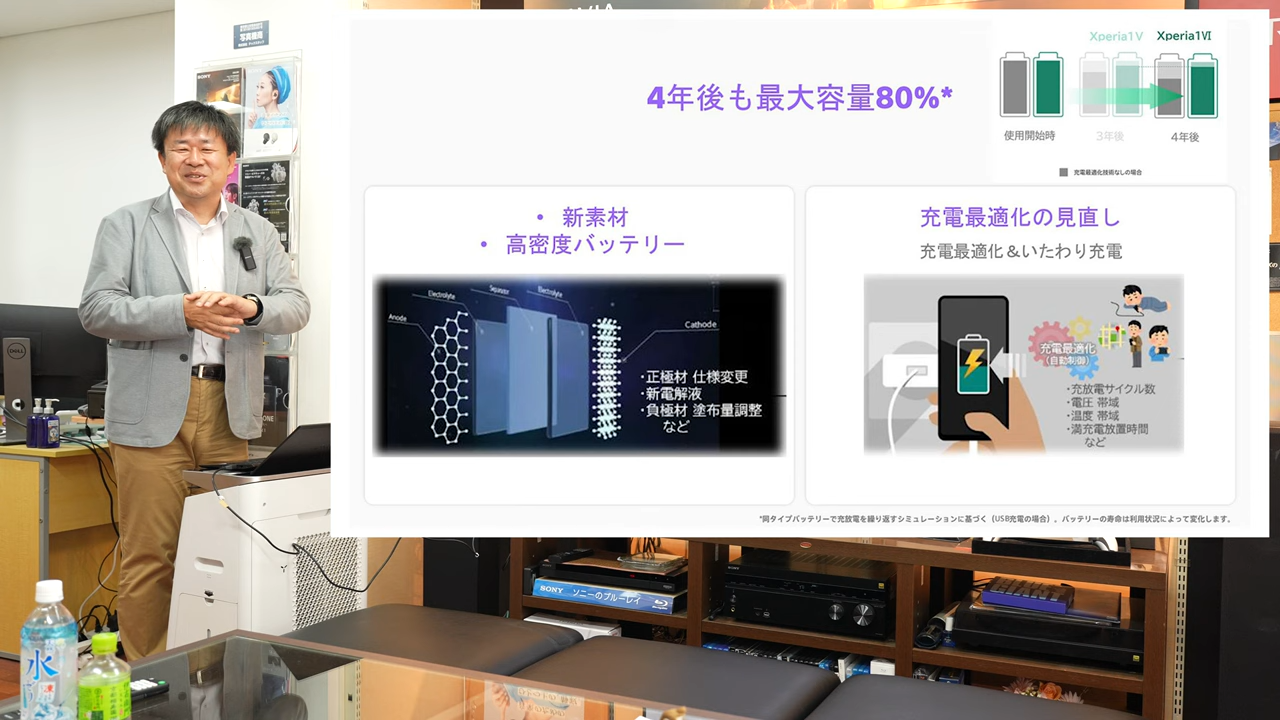 写真機商
SONY
DELL
4年後も最大容量80%*
Xperia1Ⅴ Xperia1Ⅵ
使用開始時 3年後 4年後
充電最適化技術なしの場合
• 新素材
• 高密度バッテリー
Anode Electrolyte Separator Electrolyte Cathode
・正極材 仕様変更
・新電解液
・負極材 塗布量調整
など
充電最適化の見直し
充電最適化＆いたわり充電
充電最適化
(自動制御)
・充放電サイクル数
・電圧 帯域
・温度 帯域
・満充電放置時間
など
*同タイプバッテリーで充放電を繰り返すシミュレーションに基づく（USB充電の場合）。バッテリーの寿命は利用状況によって変化します。
SONY ソニーのブルーレイ
水